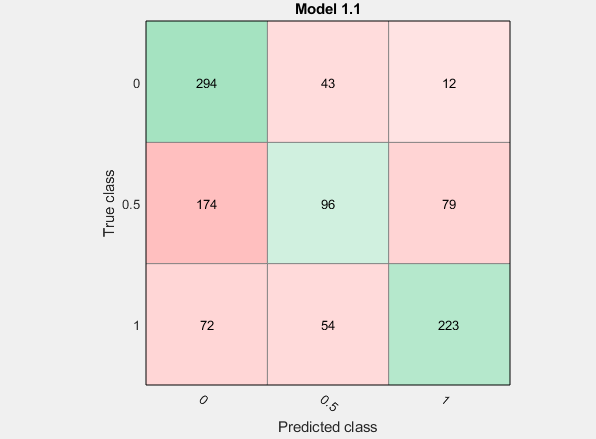 Model 1.1
0 294 43 12
0.5 174 96 79
1 72 54 223
True class
0 0.5 1
Predicted class